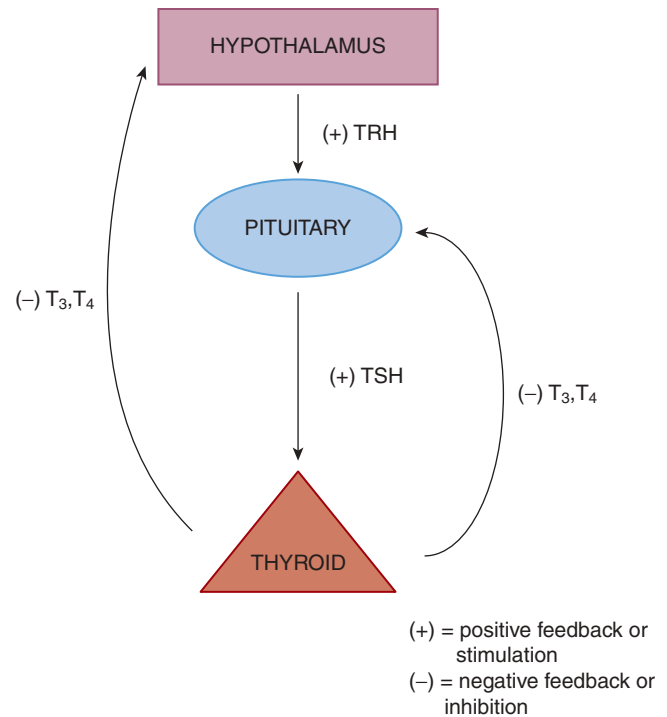 HYPOTHALAMUS
(+) TRH
PITUITARY
(–) T₃,T₄
(+) TSH
(–) T₃,T₄
THYROID
(+) = positive feedback or
stimulation
(–) = negative feedback or
inhibition